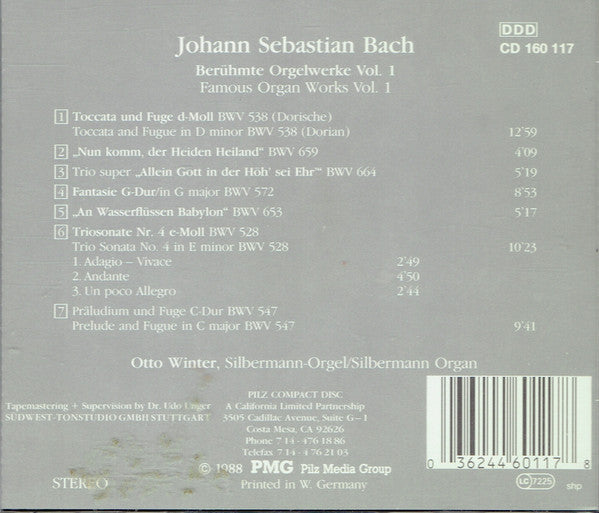 DDD
CD 160 117
Johann Sebastian Bach
Berühmte Orgelwerke Vol. 1
Famous Organ Works Vol. 1
1 Toccata und Fuge d-Moll BWV 538 (Dorische)
Toccata and Fugue in D minor BWV 538 (Dorian) 12'59
2 „Nun komm, der Heiden Heiland“ BWV 659 4'09
3 Trio super „Allein Gott in der Höh' sei Ehr'“ BWV 664 5'19
4 Fantasie G-Dur/in G major BWV 572 8'53
5 „An Wasserflüssen Babylon“ BWV 653 5'17
6 Triosonate Nr. 4 e-Moll BWV 528
Trio Sonata No. 4 in E minor BWV 528 10'23
1. Adagio – Vivace 2'49
2. Andante 4'50
3. Un poco Allegro 2'44
7 Präludium und Fuge C-Dur BWV 547
Prelude and Fugue in C major BWV 547 9'41
Otto Winter, Silbermann-Orgel/Silbermann Organ
Tapemastering + Supervision by Dr. Udo Unger
SÜDWEST-TONSTUDIO GMBH STUTTGART
STEREO
PILZ COMPACT DISC
A California Limited Partnership
3505 Cadillac Avenue, Suite G–1
Costa Mesa, CA 92626
Phone 7 14 - 476 18 86
Telefax 7 14 - 476 21 03
© 1988 PMG Pilz Media Group
Printed in W. Germany
0 36244 60117 8
LC 7225
shp